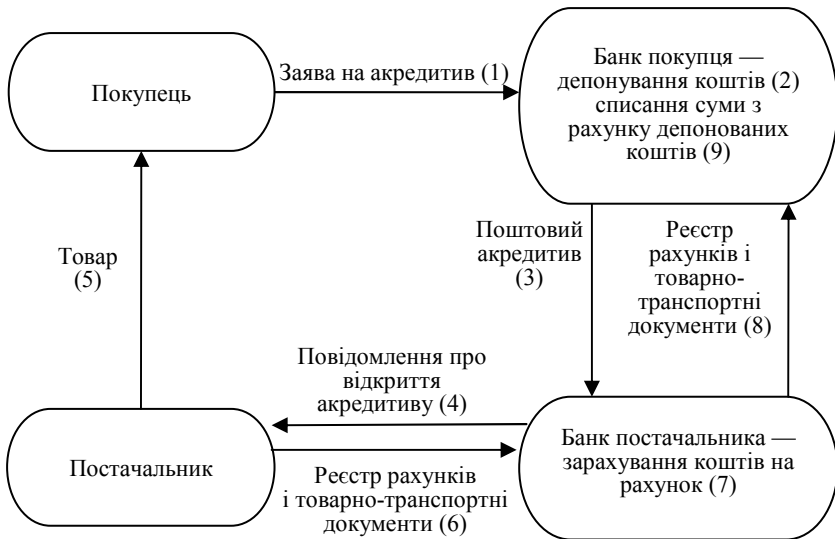 Покупець
Заява на акредитив (1)
Банк покупця —
депонування коштів (2)
списання суми з
рахунку депонованих
коштів (9)
Товар
(5)
Поштовий
акредитив
(3)
Реєстр
рахунків і
товарно-
транспортні
документи (8)
Повідомлення про
відкриття
акредитиву (4)
Постачальник
Реєстр рахунків
і товарно-транспортні
документи (6)
Банк постачальника —
зарахування коштів на
рахунок (7)